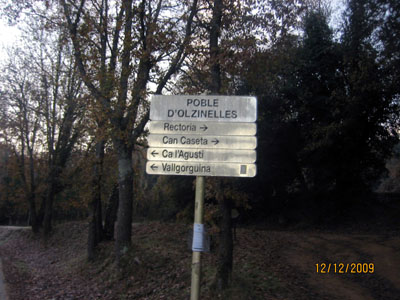 POBLE
D'OLZINELLES
Rectoria →
Can Caseta →
← Ca l'Agustí
← Vallgorguina
12/12/2009